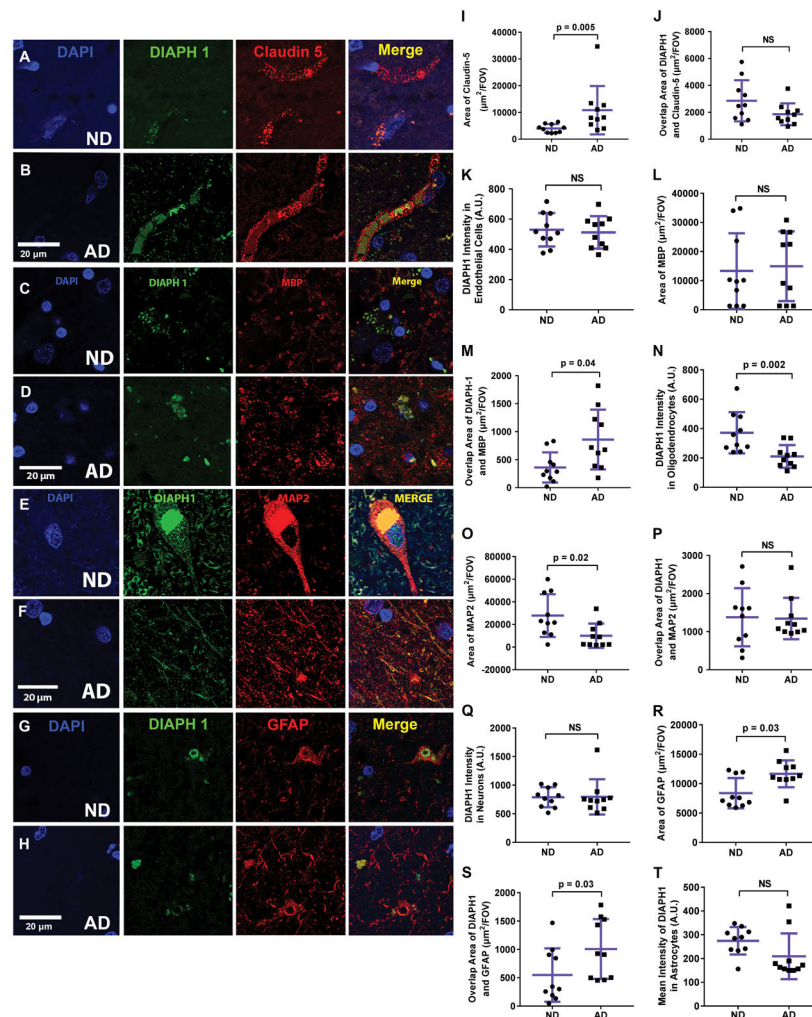 A DAPI DIAPH 1 Claudin 5 Merge
ND
B
20 µm AD
C DAPI DIAPH 1 MBP Merge
ND
D
20 µm AD
E DAPI DIAPH1 MAP2 MERGE
ND
F
20 µm AD
G DAPI DIAPH 1 GFAP Merge
ND
H
20 µm AD
I
p = 0.005
Area of Claudin-5
(µm²/FOV)
40000
30000
20000
10000
0
ND AD
J
NS
Overlap Area of DIAPH1
and Claudin-5 (µm²/FOV)
8000
6000
4000
2000
0
ND AD
K
NS
DIAPH1 Intensity in
Endothelial Cells (A.U.)
800
600
400
200
0
ND AD
L
NS
Area of MBP (µm²/FOV)
40000
30000
20000
10000
0
ND AD
M
p = 0.04
Overlap Area of DIAPH-1
and MBP (µm²/FOV)
2000
1500
1000
500
0
ND AD
N
p = 0.002
DIAPH1 Intensity
in Oligodendrocytes (A.U.)
800
600
400
200
0
ND AD
O
p = 0.02
Area of MAP2 (µm²/FOV)
80000
60000
40000
20000
0
-20000
ND AD
P
NS
Overlap Area of DIAPH1
and MAP2 (µm²/FOV)
3000
2000
1000
0
ND AD
Q
NS
DIAPH1 Intensity
in Neurons (A.U.)
2000
1500
1000
500
0
ND AD
R
p = 0.03
Area of GFAP (µm²/FOV)
20000
15000
10000
5000
0
ND AD
S
p = 0.03
Overlap Area of DIAPH1
and GFAP (µm²/FOV)
2000
1500
1000
500
0
ND AD
T
NS
Mean Intensity of DIAPH1
in Astrocytes (A.U.)
500
400
300
200
100
0
ND AD